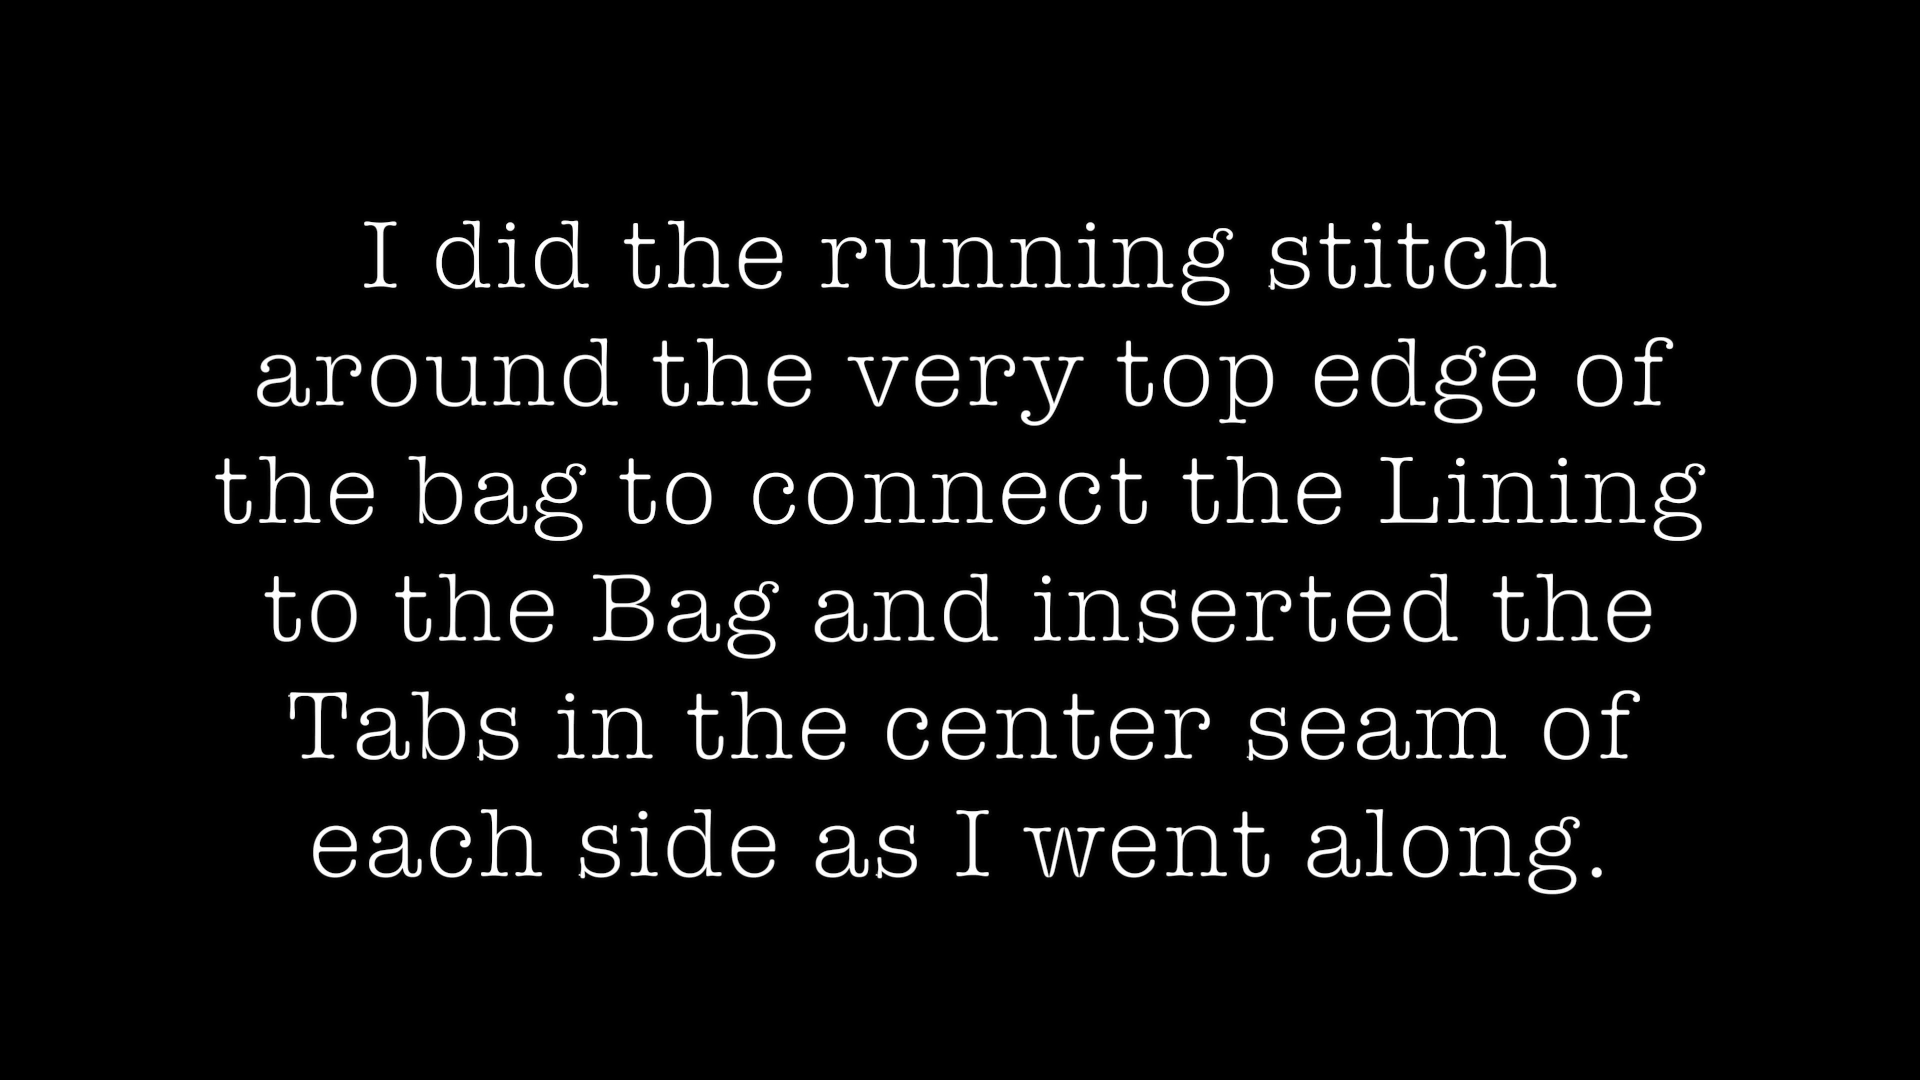 I did the running stitch
around the very top edge of
the bag to connect the Lining
to the Bag and inserted the
Tabs in the center seam of
each side as I went along.